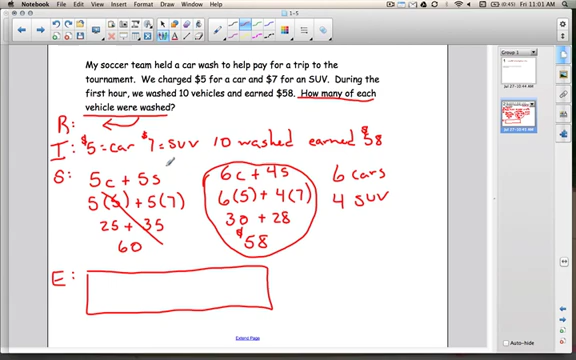 Notebook File Edit View Insert Format Window Help
(0:45)
Fri 11:01 AM
1-5
My soccer team held a car wash to help pay for a trip to the
tournament. We charged $5 for a car and $7 for an SUV. During the
first hour, we washed 10 vehicles and earned $58. How many of each
vehicle were washed?
R:
I: $5 = car $7 = SUV 10 washed earned $58
S: 5c + 5s 6c + 4s 6 cars
5(5) + 5(7) 6(5) + 4(7) 4 SUV
25 + 35 30 + 28
60 $58
E:
Extend Page
Group 1
Auto-hide